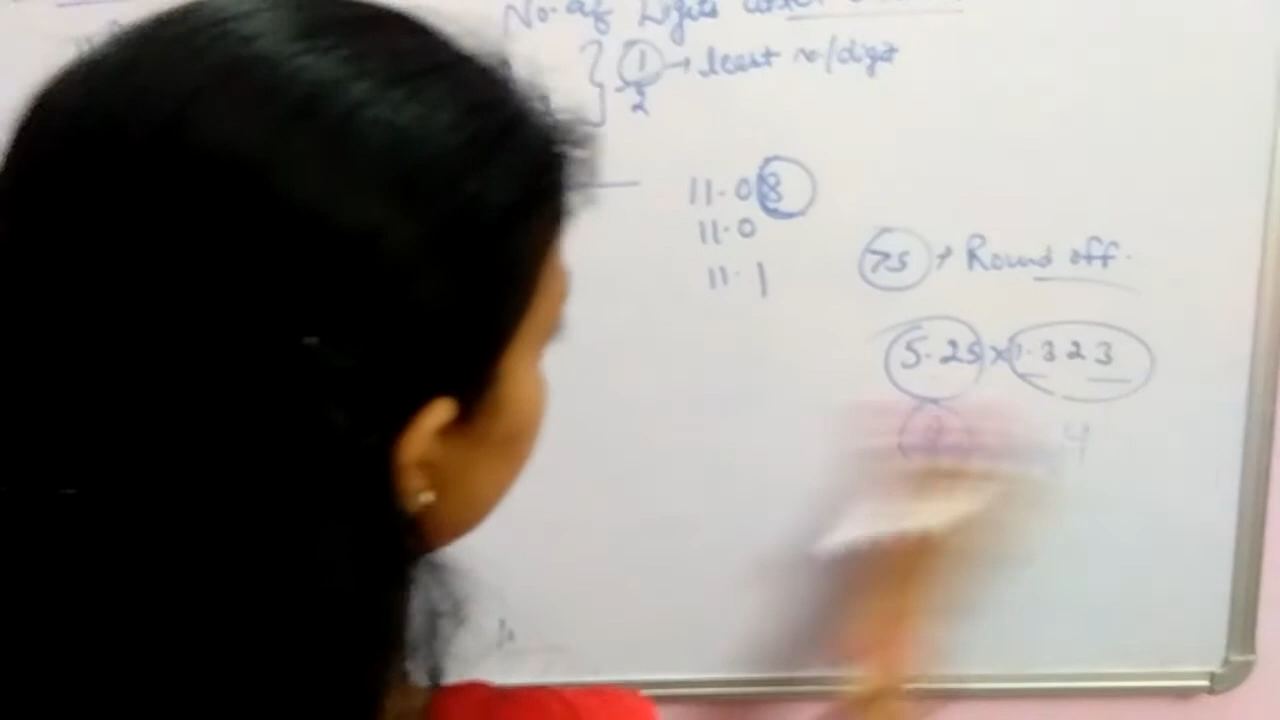 No. of Digits
1 → least no/digit
2
11.08
11.0
11.1
>5 → Round off.
5.25 x 1.323
4